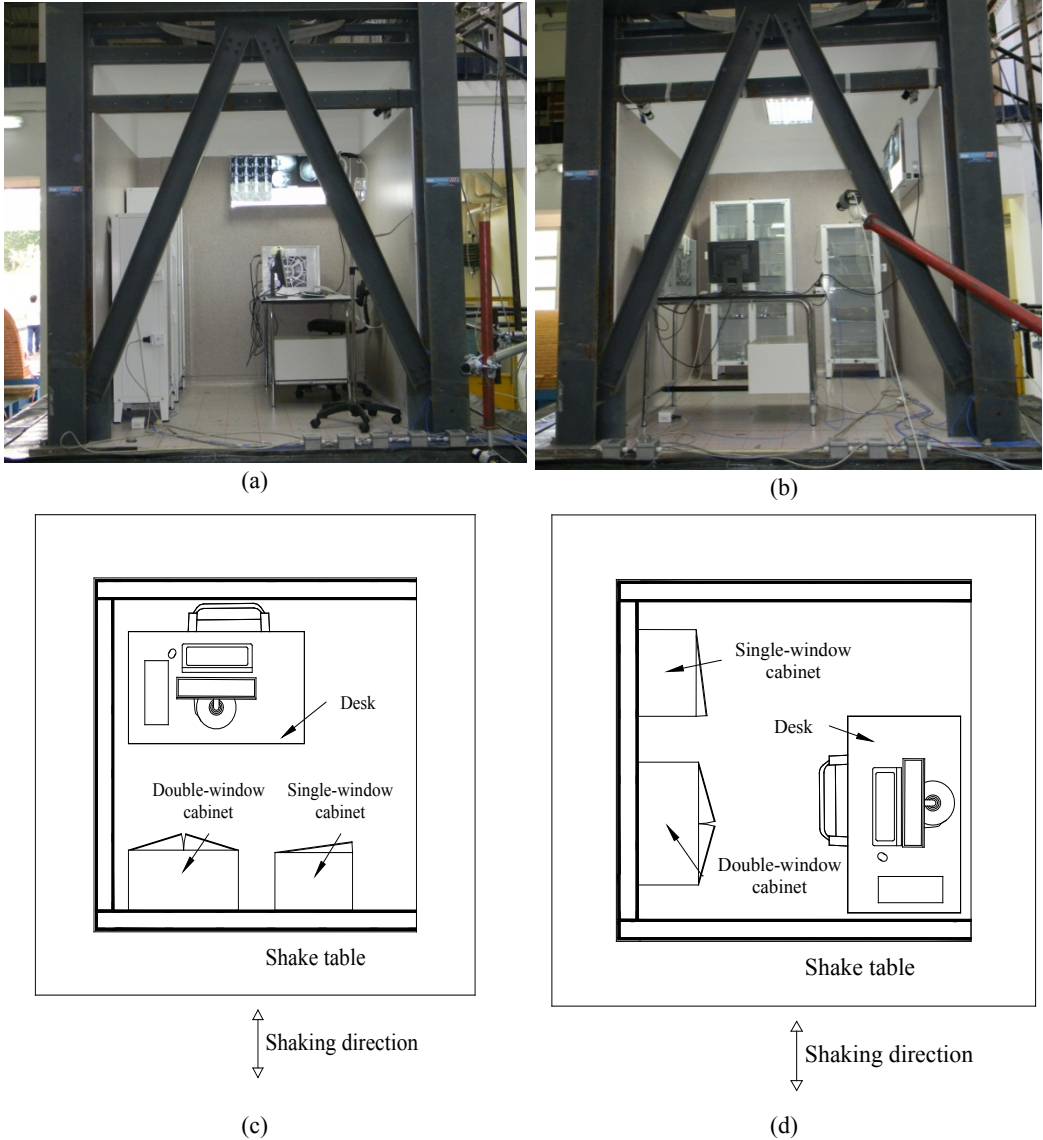 (a)
(b)
Desk
Double-window
cabinet
Single-window
cabinet
Shake table
Shaking direction
(c)
Single-window
cabinet
Desk
Double-window
cabinet
Shake table
Shaking direction
(d)